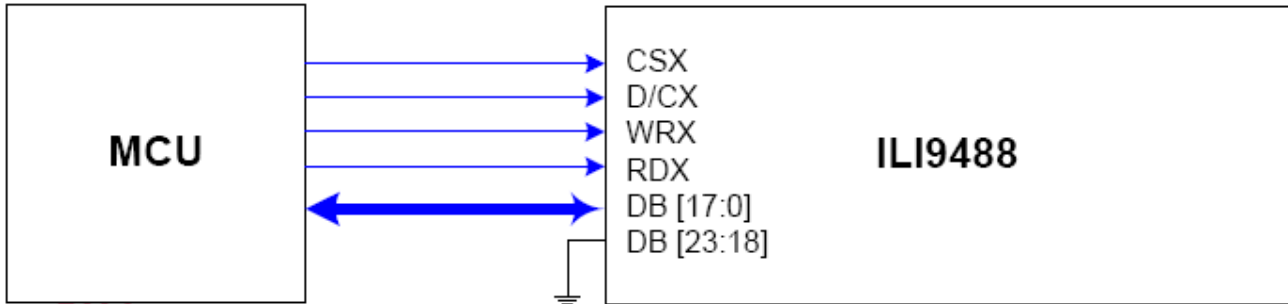 MCU
CSX
D/CX
WRX
RDX
DB [17:0]
DB [23:18]
ILI9488